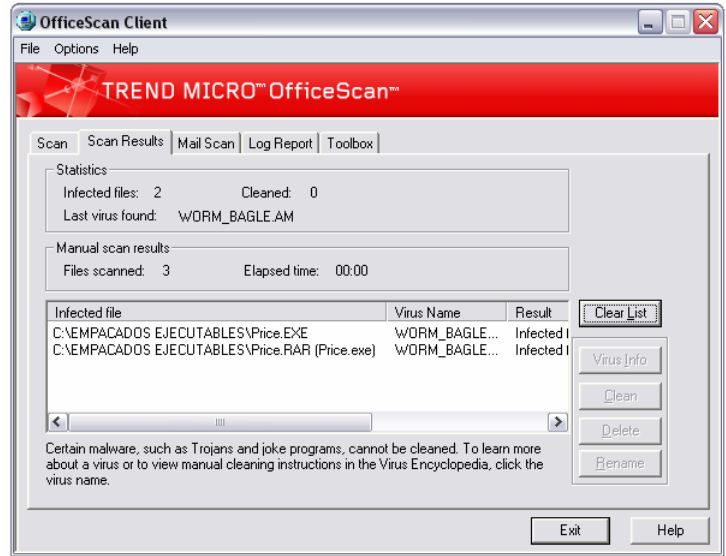 OfficeScan Client
File Options Help
TREND MICRO™ OfficeScan™
Scan Scan Results Mail Scan Log Report Toolbox
Statistics
Infected files: 2 Cleaned: 0
Last virus found: WORM_BAGLE.AM
Manual scan results
Files scanned: 3 Elapsed time: 00:00
Infected file Virus Name Result
C:\EMPACADOS EJECUTABLES\Price.EXE WORM_BAGLE... Infected
C:\EMPACADOS EJECUTABLES\Price.RAR (Price.exe) WORM_BAGLE... Infected
Clear List
Virus Info
Clean
Delete
Rename
Certain malware, such as Trojans and joke programs, cannot be cleaned. To learn more
about a virus or to view manual cleaning instructions in the Virus Encyclopedia, click the
virus name.
Exit Help